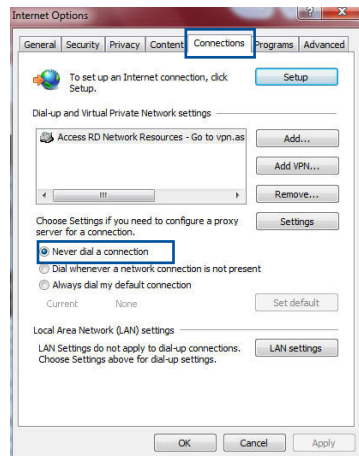 Internet Options
General Security Privacy Content Connections Programs Advanced
To set up an Internet connection, click Setup.
Setup
Dial-up and Virtual Private Network settings
Access RD Network Resources - Go to vpn.as
Add...
Add VPN...
Remove...
Choose Settings if you need to configure a proxy
server for a connection.
Settings
Never dial a connection
Dial whenever a network connection is not present
Always dial my default connection
Current None
Set default
Local Area Network (LAN) settings
LAN Settings do not apply to dial-up connections.
Choose Settings above for dial-up settings.
LAN settings
OK Cancel Apply